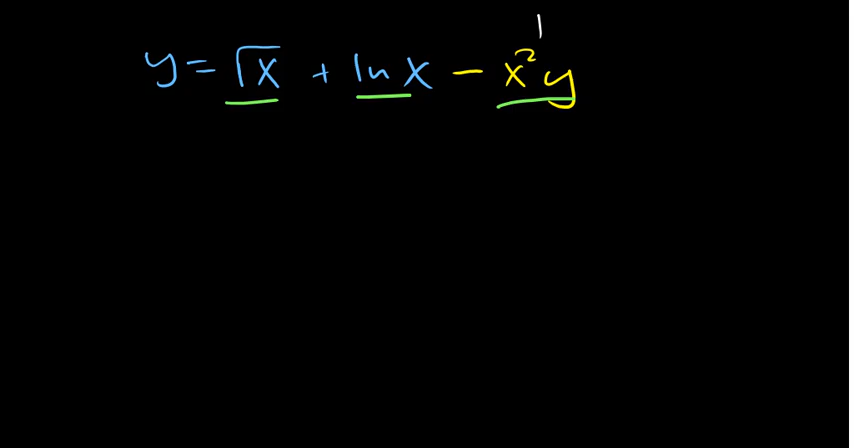 y = √x + ln x - x²y